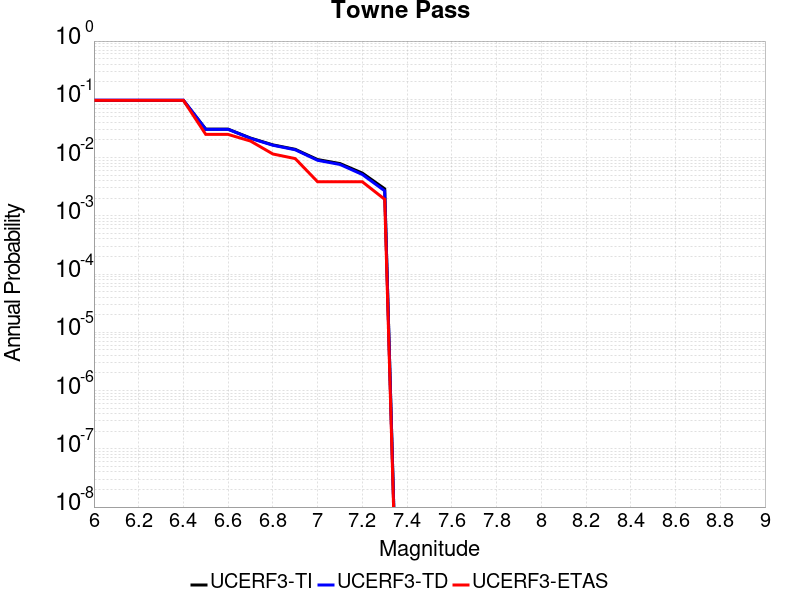 Towne Pass
10^0
10^-1
10^-2
10^-3
10^-4
10^-5
10^-6
10^-7
10^-8
Annual Probability
6 6.2 6.4 6.6 6.8 7 7.2 7.4 7.6 7.8 8 8.2 8.4 8.6 8.8 9
Magnitude
UCERF3-TI UCERF3-TD UCERF3-ETAS